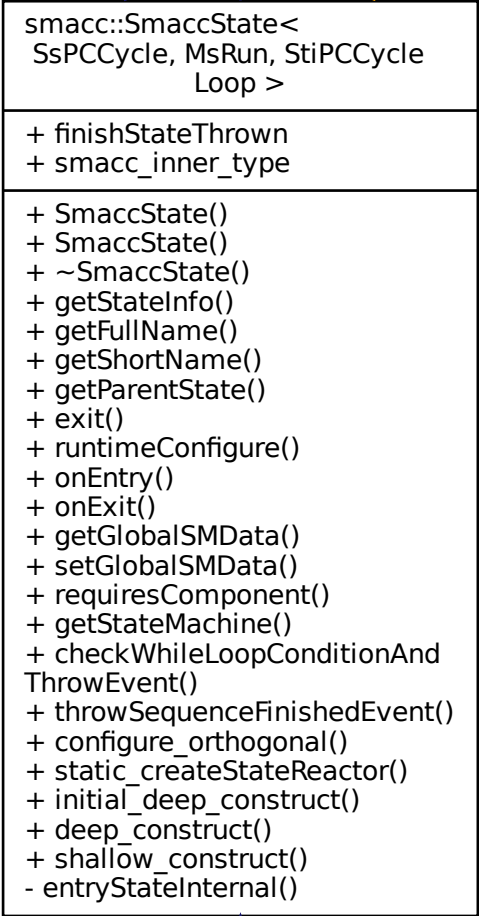 smacc::SmaccState<
SsPCCycle, MsRun, StiPCCycle
Loop >
+ finishStateThrown
+ smacc_inner_type
+ SmaccState()
+ SmaccState()
+ ~SmaccState()
+ getStateInfo()
+ getFullName()
+ getShortName()
+ getParentState()
+ exit()
+ runtimeConfigure()
+ onEntry()
+ onExit()
+ getGlobalSMData()
+ setGlobalSMData()
+ requiresComponent()
+ getStateMachine()
+ checkWhileLoopConditionAnd
ThrowEvent()
+ throwSequenceFinishedEvent()
+ configure_orthogonal()
+ static_createStateReactor()
+ initial_deep_construct()
+ deep_construct()
+ shallow_construct()
- entryStateInternal()